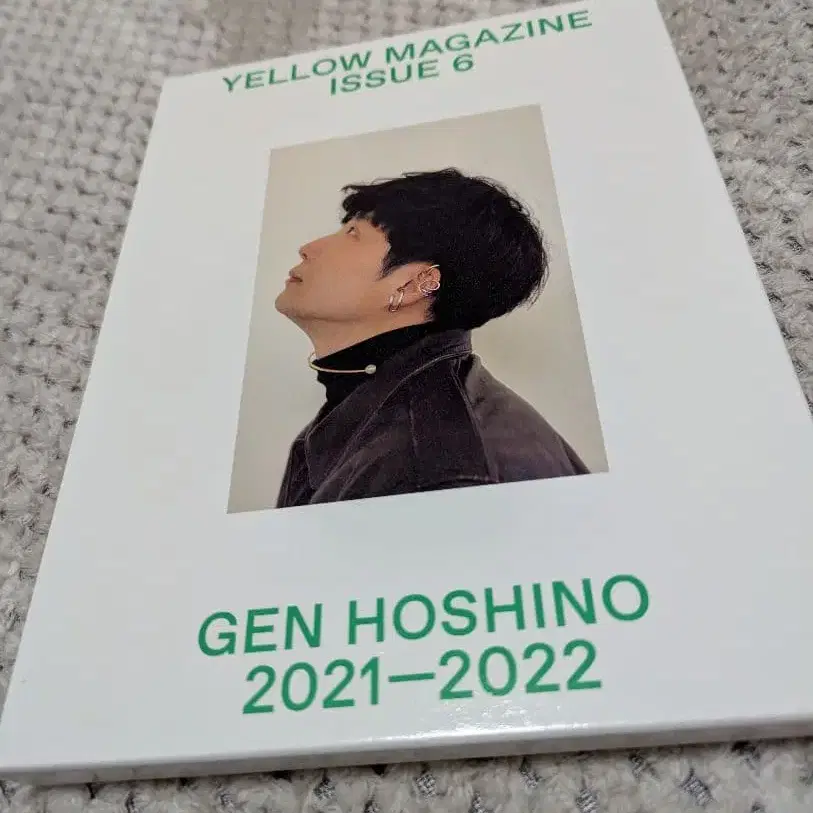 YELLOW MAGAZINE
ISSUE 6
GEN HOSHINO
2021—2022